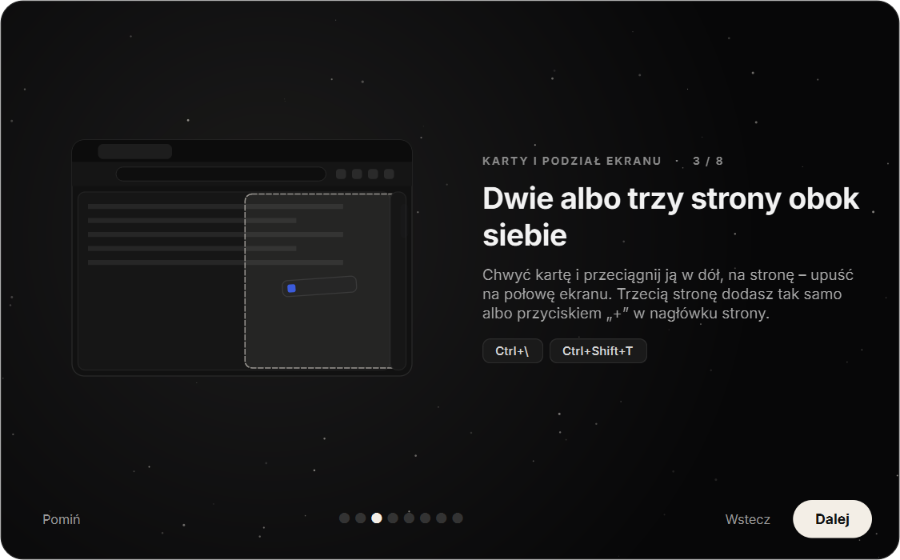 KARTY I PODZIAŁ EKRANU · 3 / 8
Dwie albo trzy strony obok
siebie
Chwyć kartę i przeciągnij ją w dół, na stronę – upuść
na połowę ekranu. Trzecią stronę dodasz tak samo
albo przyciskiem „+” w nagłówku strony.
Ctrl+\ Ctrl+Shift+T
Pomiń Wstecz Dalej